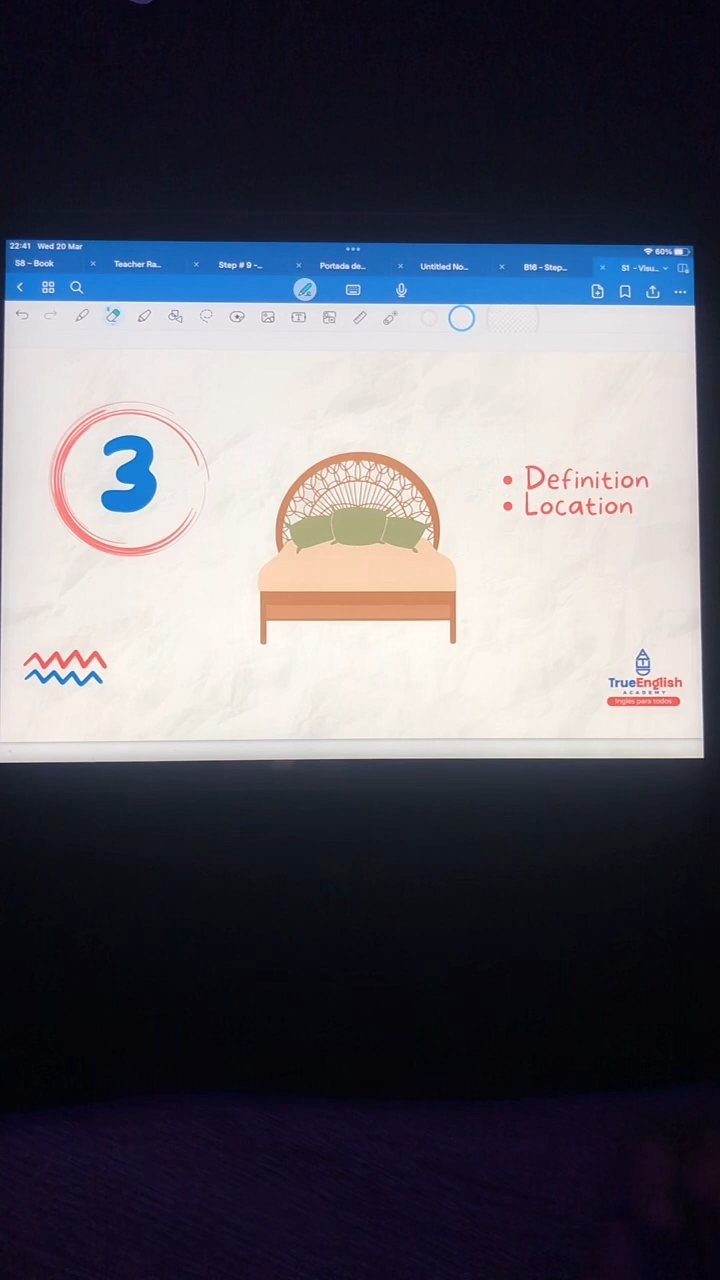 22:41 Wed 20 Mar
60%
S8 – Book
Teacher Ra...
Step # 9 -...
Portada de...
Untitled No...
B16 – Step...
S1 – Visu...
3
• Definition
• Location
TrueEnglish
ACADEMY
Inglés para todos